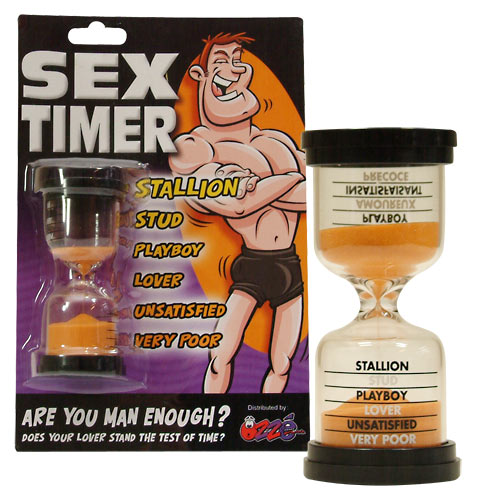 SEX
TIMER
STALLION
STUD
PLAYBOY
LOVER
UNSATISFIED
VERY POOR
ARE YOU MAN ENOUGH?
DOES YOUR LOVER STAND THE TEST OF TIME?
Distributed by:
Ozzé
PRECOCE
INSATISFAISANT
AMOUREUX
PLAYBOY
STALLION
STUD
PLAYBOY
LOVER
UNSATISFIED
VERY POOR